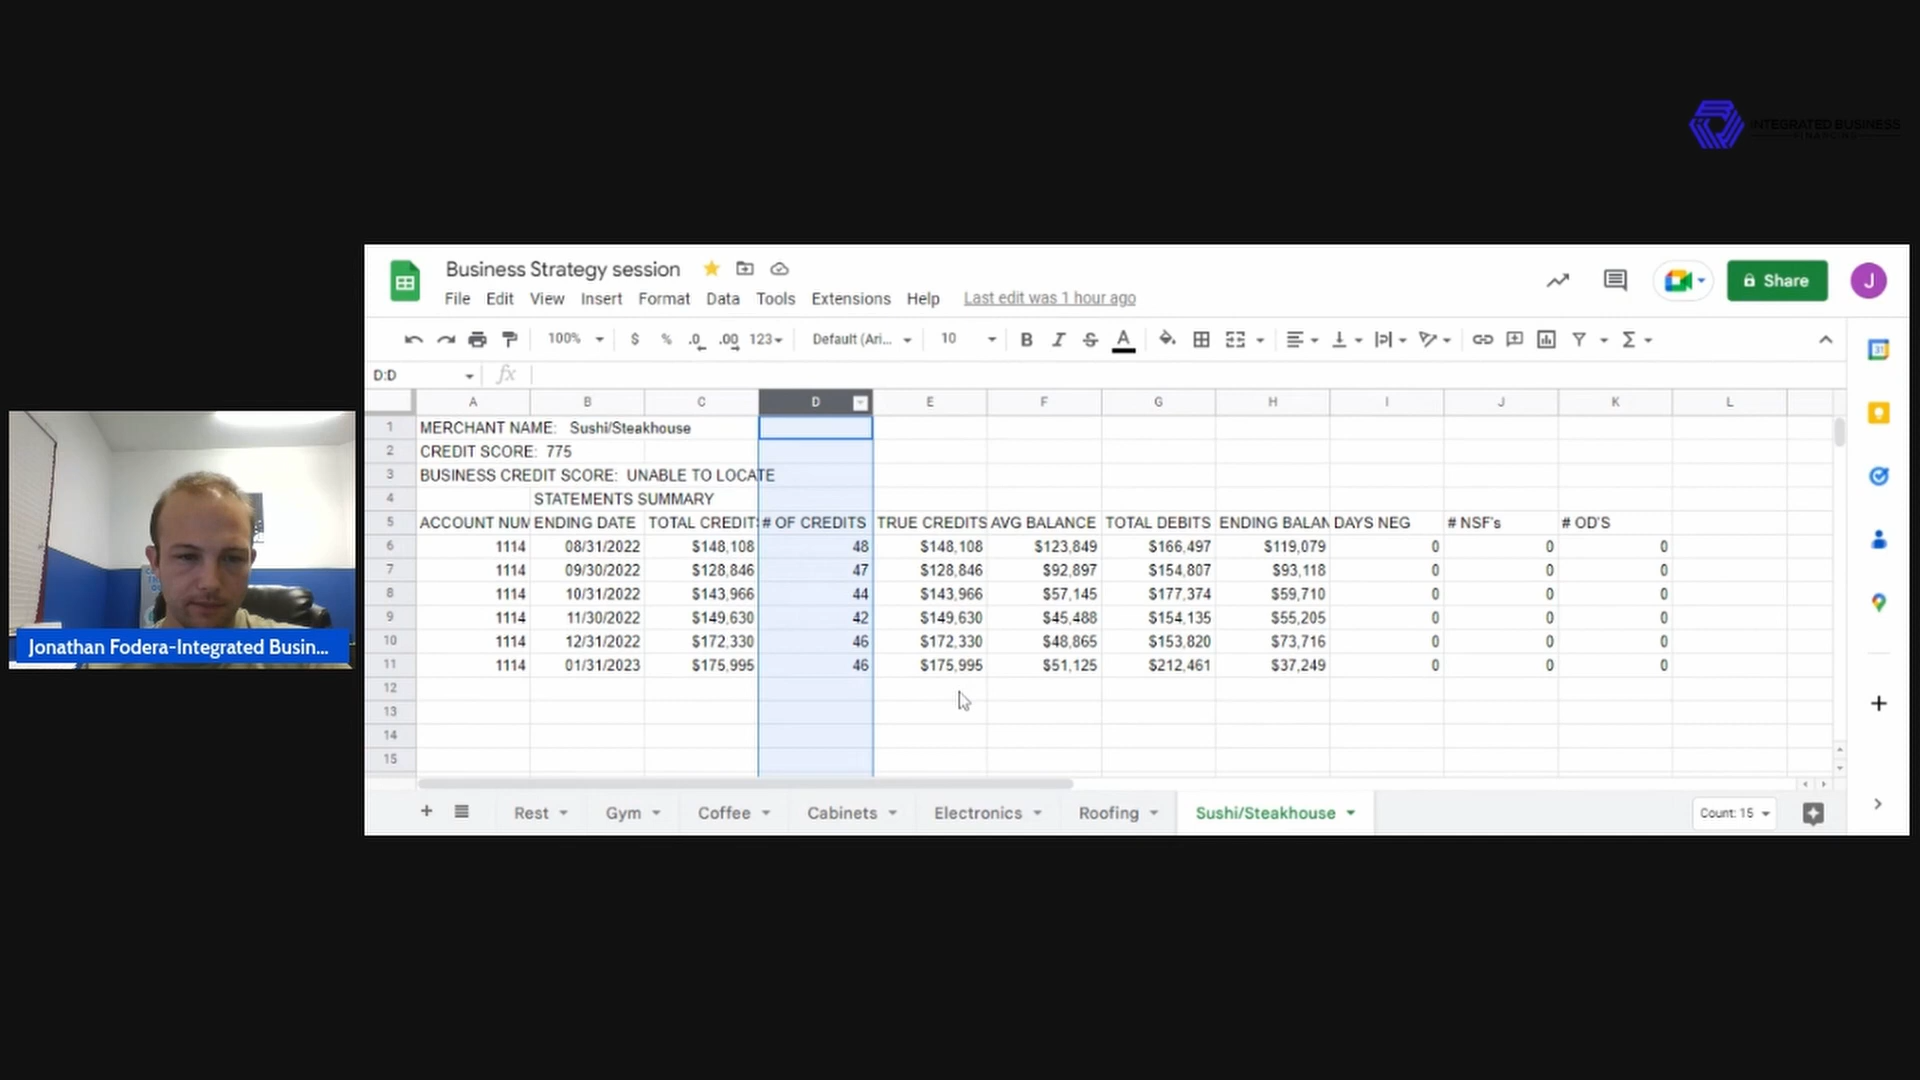 INTEGRATED BUSINESS
FINANCING
Business Strategy session
Share
J
File Edit View Insert Format Data Tools Extensions Help Last edit was 1 hour ago
100% $ % .0 .00 123 Default (Ari... 10 B I S A
31
D:D fx
A B C D E F G H I J K L
1 MERCHANT NAME: Sushi/Steakhouse
2 CREDIT SCORE: 775
3 BUSINESS CREDIT SCORE: UNABLE TO LOCATE
4 STATEMENTS SUMMARY
5 ACCOUNT NUM ENDING DATE TOTAL CREDITS # OF CREDITS TRUE CREDITS AVG BALANCE TOTAL DEBITS ENDING BALAN DAYS NEG # NSF's # OD'S
6 1114 08/31/2022 $148,108 48 $148,108 $123,849 $166,497 $119,079 0 0 0
7 1114 09/30/2022 $128,846 47 $128,846 $92,897 $154,807 $93,118 0 0 0
8 1114 10/31/2022 $143,966 44 $143,966 $57,145 $177,374 $59,710 0 0 0
9 1114 11/30/2022 $149,630 42 $149,630 $45,488 $154,135 $55,205 0 0 0
10 1114 12/31/2022 $172,330 46 $172,330 $48,865 $153,820 $73,716 0 0 0
11 1114 01/31/2023 $175,995 46 $175,995 $51,125 $212,461 $37,249 0 0 0
12
13
14
15
Rest Gym Coffee Cabinets Electronics Roofing Sushi/Steakhouse Count: 15
Jonathan Fodera-Integrated Busin...